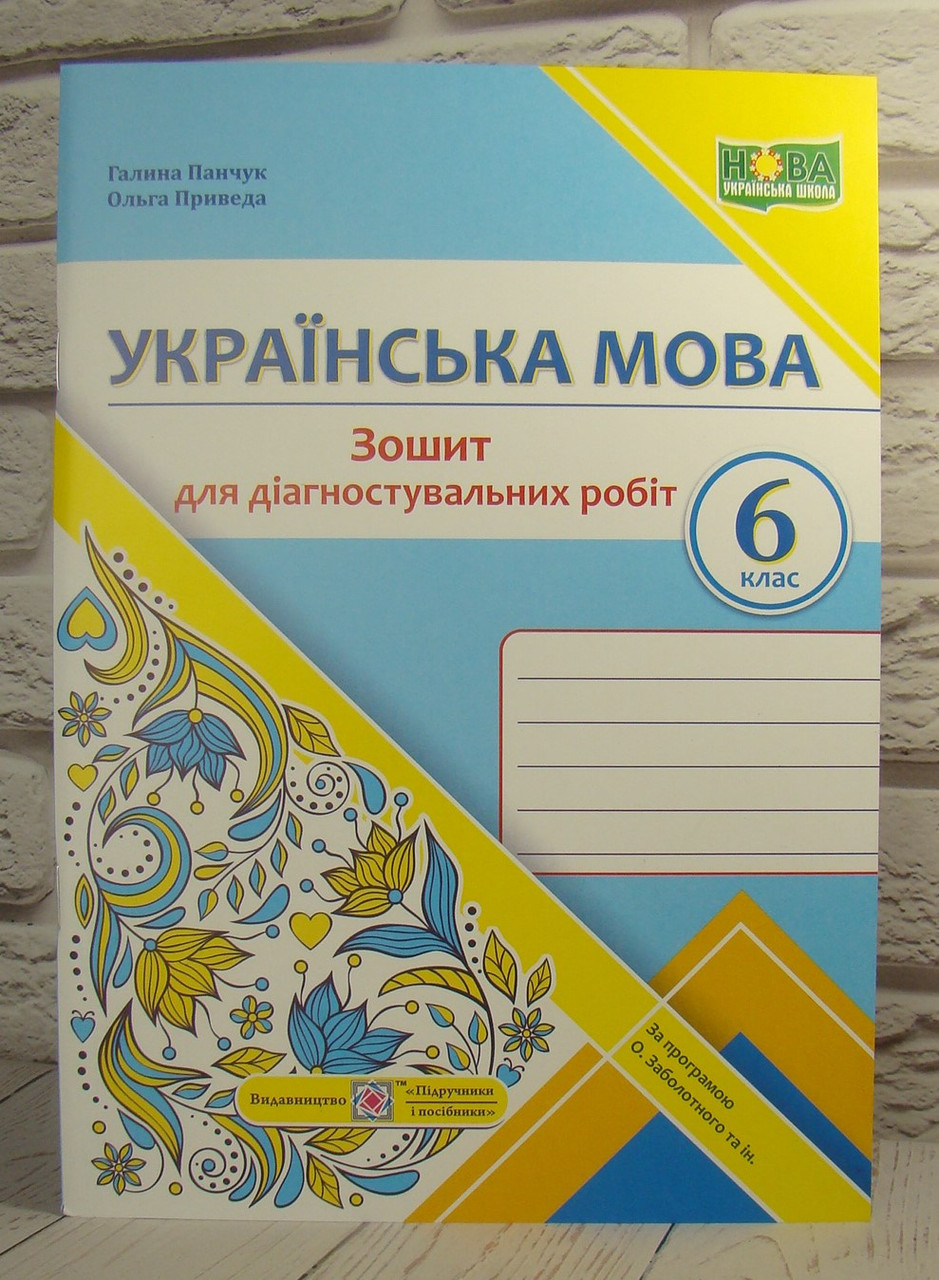 Галина Панчук
Ольга Приведа
НОВА
УКРАЇНСЬКА ШКОЛА
УКРАЇНСЬКА МОВА
Зошит
для діагностувальних робіт
6
клас
За програмою
О. Заболотного та ін.
Видавництво ™ «Підручники
і посібники»